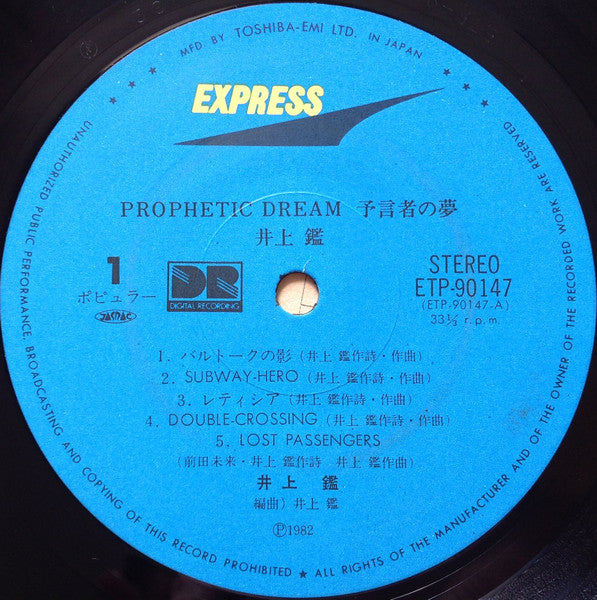 MFD BY TOSHIBA-EMI LTD. IN JAPAN
EXPRESS
PROPHETIC DREAM 予言者の夢
井上 鑑
1
ポピュラー
JASRAC
DR
DIGITAL RECORDING
STEREO
ETP-90147
(ETP-90147-A)
33⅓ r.p.m.
1. バルトークの影 (井上 鑑作詩・作曲)
2. SUBWAY-HERO (井上 鑑作詩・作曲)
3. レティシア (井上 鑑作詩・作曲)
4. DOUBLE-CROSSING (井上 鑑作詩・作曲)
5. LOST PASSENGERS
(前田未来・井上 鑑作詩 井上 鑑作曲)
井上 鑑
編曲) 井上 鑑
Ⓟ1982
★ UNAUTHORIZED PUBLIC PERFORMANCE, BROADCASTING AND COPYING OF THIS RECORD PROHIBITED ★ ALL RIGHTS OF THE MANUFACTURER AND OF THE OWNER OF THE RECORDED WORK ARE RESERVED ★